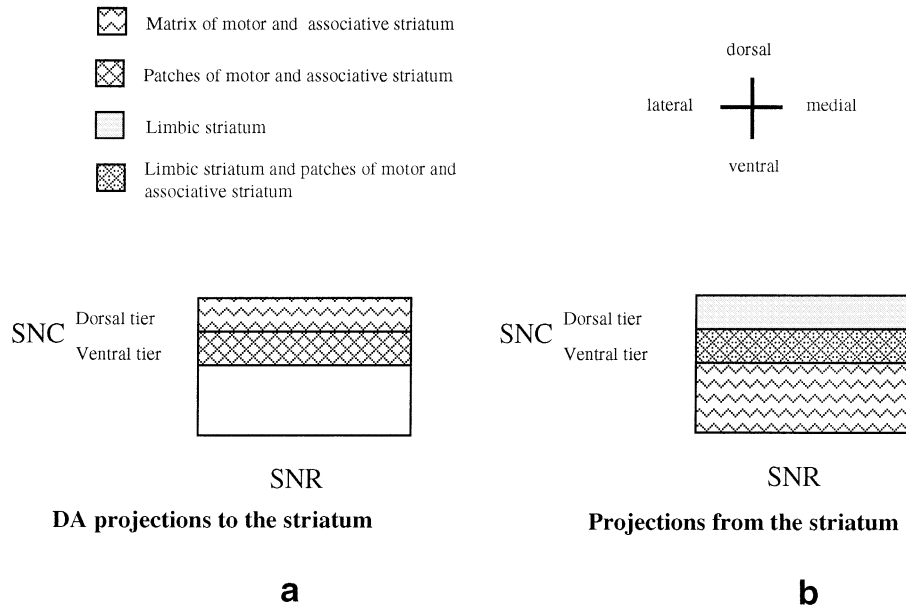 Matrix of motor and associative striatum
Patches of motor and associative striatum
Limbic striatum
Limbic striatum and patches of motor and
associative striatum
dorsal
lateral
medial
ventral
SNC
Dorsal tier
Ventral tier
SNR
DA projections to the striatum
a
SNC
Dorsal tier
Ventral tier
SNR
Projections from the striatum
b